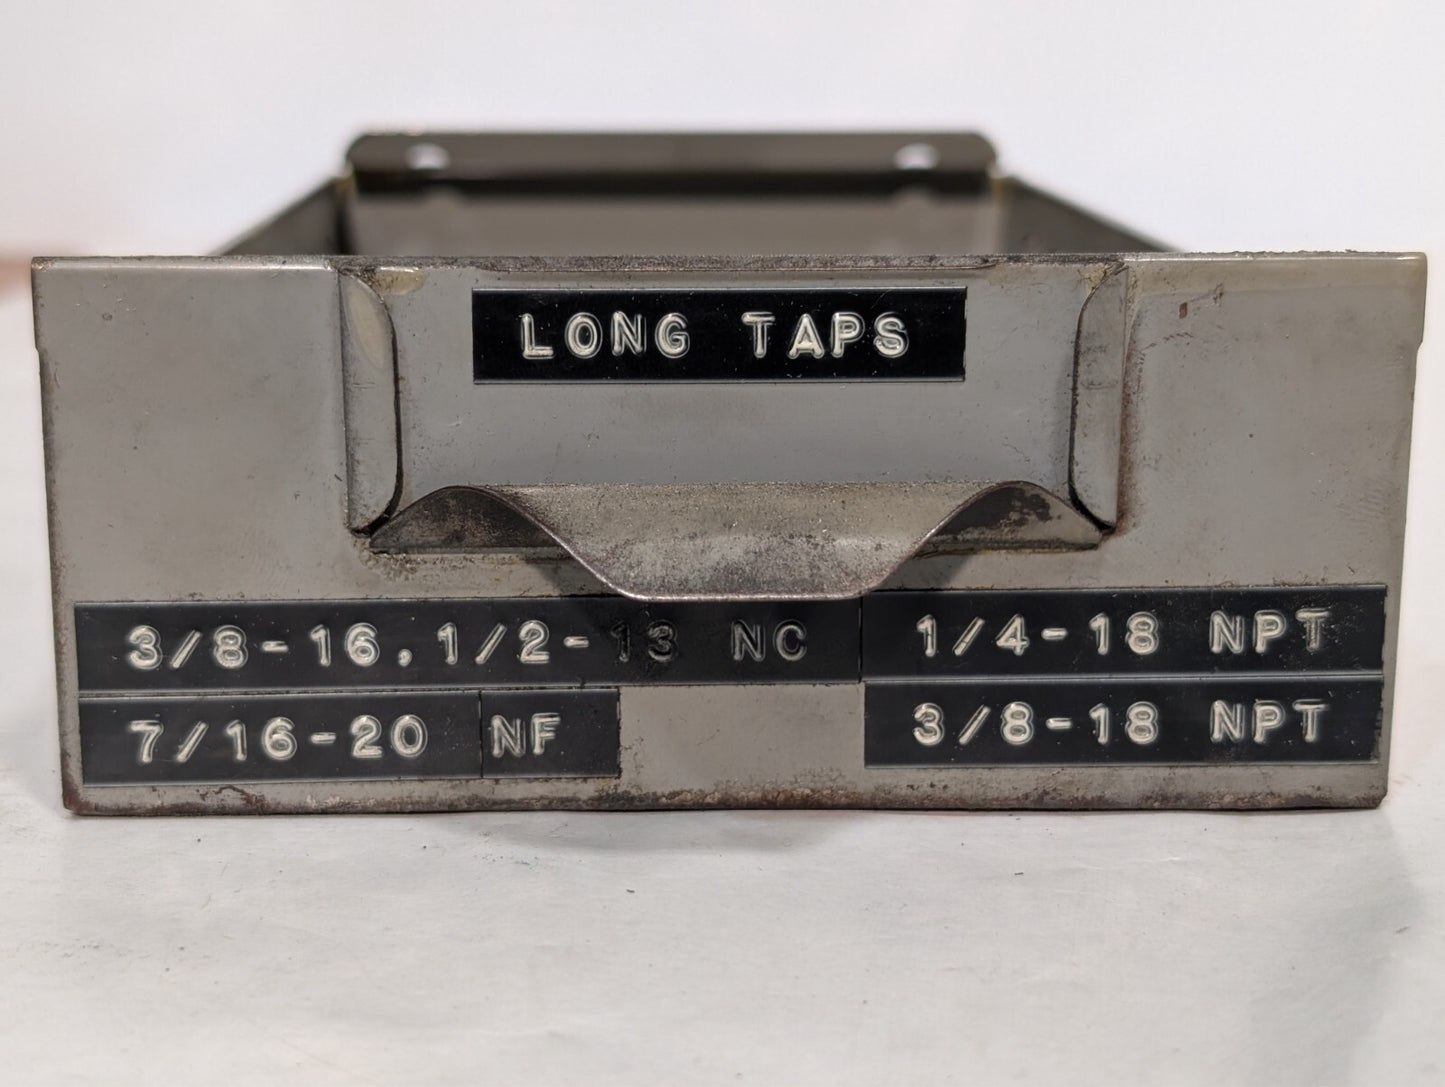 LONG TAPS
3/8-16,1/2-13 NC
7/16-20 NF
1/4-18 NPT
3/8-18 NPT